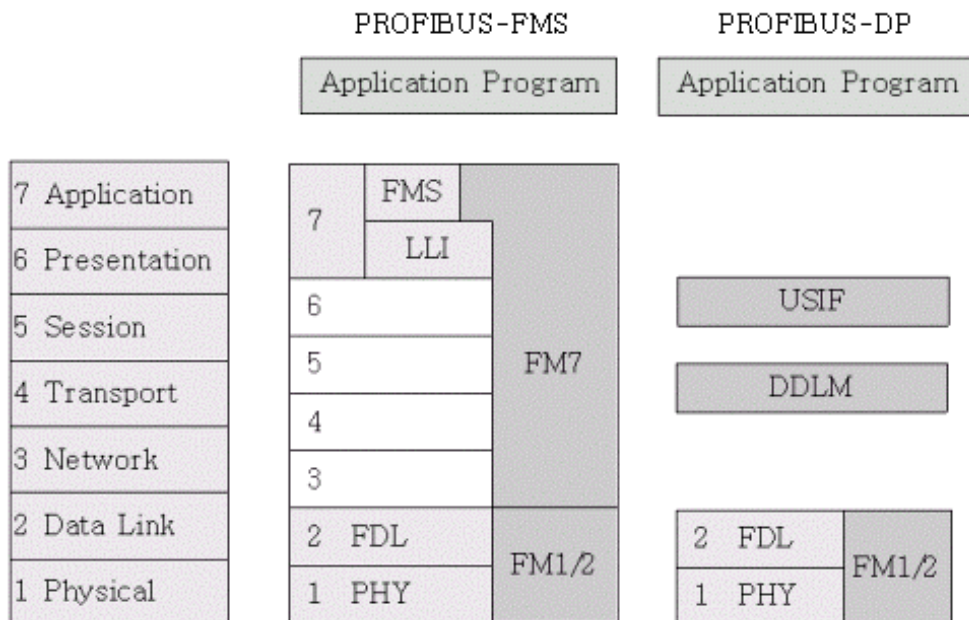 PROFIBUS-FMS
PROFIBUS-DP
Application Program
Application Program
7 Application
6 Presentation
5 Session
4 Transport
3 Network
2 Data Link
1 Physical
7
FMS
LLI
6
5
4
3
FM7
2 FDL
1 PHY
FM1/2
USIF
DDLM
2 FDL
1 PHY
FM1/2